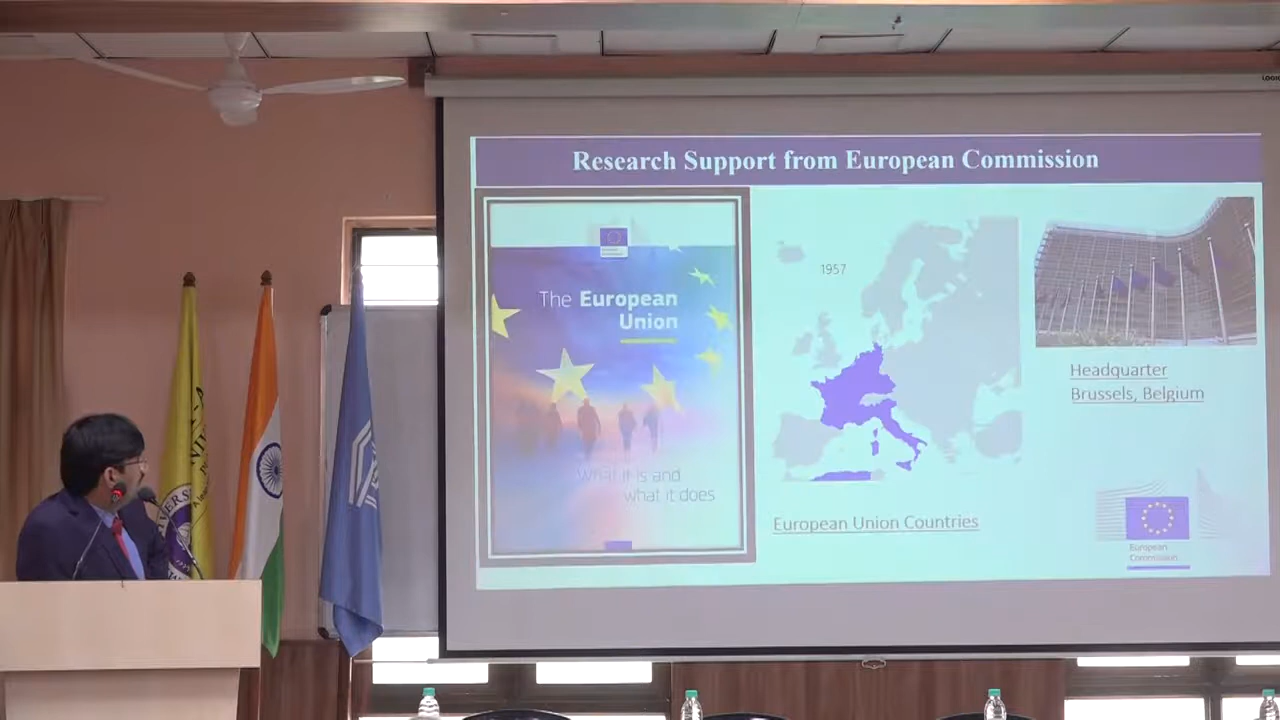 Research Support from European Commission
The European
Union
What it is and
what it does
1957
European Union Countries
Headquarter
Brussels, Belgium
European
Commission